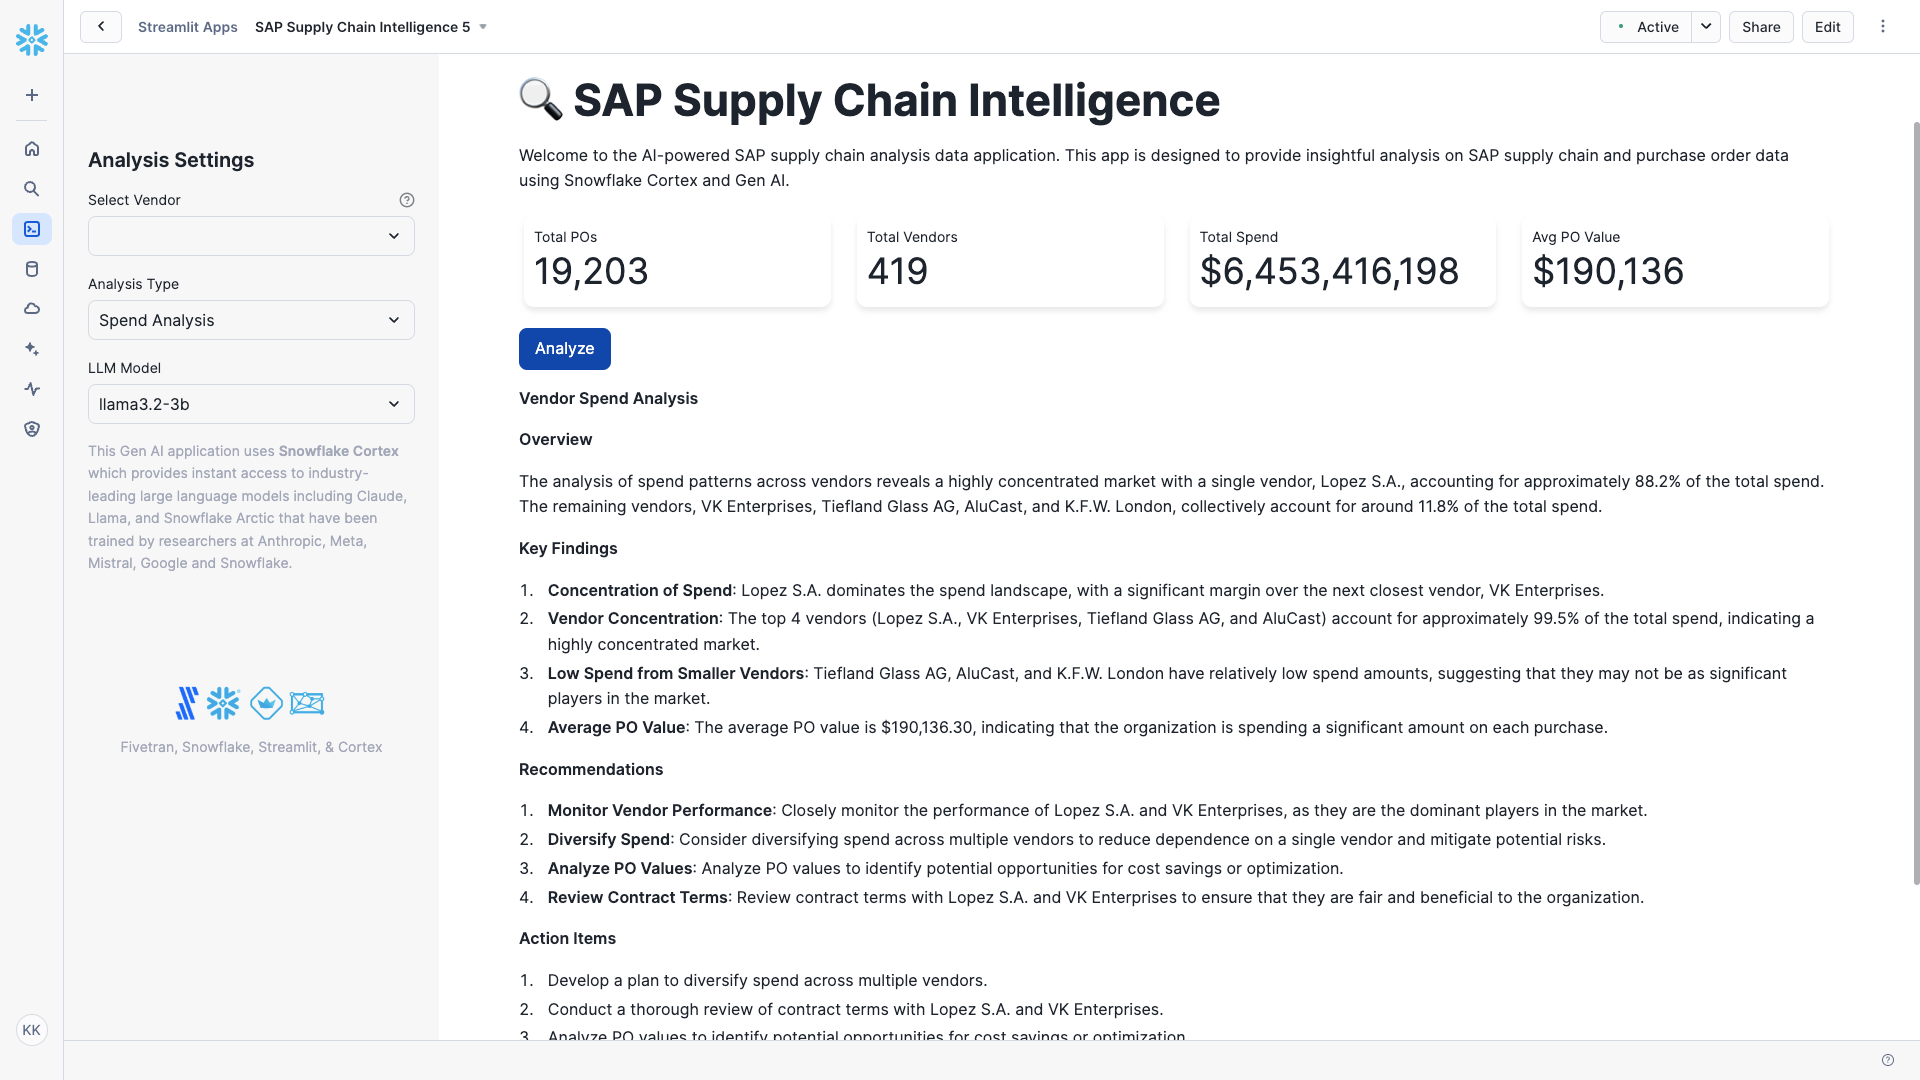 Streamlit Apps
SAP Supply Chain Intelligence 5
Active
Share
Edit
Analysis Settings
Select Vendor
Analysis Type
Spend Analysis
LLM Model
llama3.2-3b
This Gen AI application uses Snowflake Cortex
which provides instant access to industry-
leading large language models including Claude,
Llama, and Snowflake Arctic that have been
trained by researchers at Anthropic, Meta,
Mistral, Google and Snowflake.
Fivetran, Snowflake, Streamlit, & Cortex
KK
SAP Supply Chain Intelligence
Welcome to the AI-powered SAP supply chain analysis data application. This app is designed to provide insightful analysis on SAP supply chain and purchase order data
using Snowflake Cortex and Gen AI.
Total POs
19,203
Total Vendors
419
Total Spend
$6,453,416,198
Avg PO Value
$190,136
Analyze
Vendor Spend Analysis
Overview
The analysis of spend patterns across vendors reveals a highly concentrated market with a single vendor, Lopez S.A., accounting for approximately 88.2% of the total spend.
The remaining vendors, VK Enterprises, Tiefland Glass AG, AluCast, and K.F.W. London, collectively account for around 11.8% of the total spend.
Key Findings
1. Concentration of Spend: Lopez S.A. dominates the spend landscape, with a significant margin over the next closest vendor, VK Enterprises.
2. Vendor Concentration: The top 4 vendors (Lopez S.A., VK Enterprises, Tiefland Glass AG, and AluCast) account for approximately 99.5% of the total spend, indicating a
highly concentrated market.
3. Low Spend from Smaller Vendors: Tiefland Glass AG, AluCast, and K.F.W. London have relatively low spend amounts, suggesting that they may not be as significant
players in the market.
4. Average PO Value: The average PO value is $190,136.30, indicating that the organization is spending a significant amount on each purchase.
Recommendations
1. Monitor Vendor Performance: Closely monitor the performance of Lopez S.A. and VK Enterprises, as they are the dominant players in the market.
2. Diversify Spend: Consider diversifying spend across multiple vendors to reduce dependence on a single vendor and mitigate potential risks.
3. Analyze PO Values: Analyze PO values to identify potential opportunities for cost savings or optimization.
4. Review Contract Terms: Review contract terms with Lopez S.A. and VK Enterprises to ensure that they are fair and beneficial to the organization.
Action Items
1. Develop a plan to diversify spend across multiple vendors.
2. Conduct a thorough review of contract terms with Lopez S.A. and VK Enterprises.
3. Analyze PO values to identify potential opportunities for cost savings or optimization.